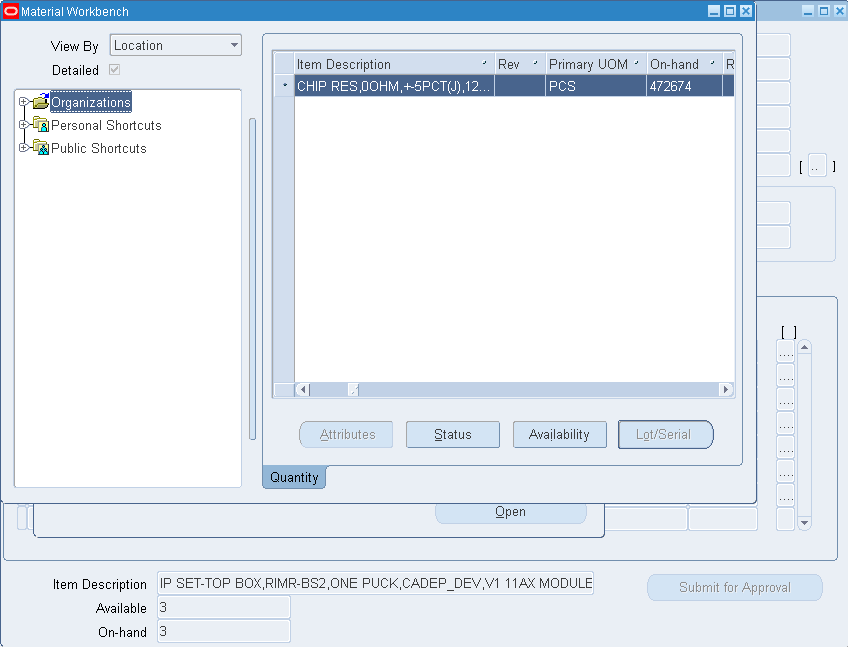 Material Workbench
View By Location
Detailed
Organizations
Personal Shortcuts
Public Shortcuts
Item Description Rev Primary UOM On-hand R
CHIP RES,0OHM,+-5PCT(J),12... PCS 472674
Attributes Status Availability Lot/Serial
Quantity
[ .. ]
[ ]
....
....
....
....
....
....
....
Open
Item Description IP SET-TOP BOX,RIMR-BS2,ONE PUCK,CADEP_DEV,V1 11AX MODULE
Available 3
On-hand 3
Submit for Approval